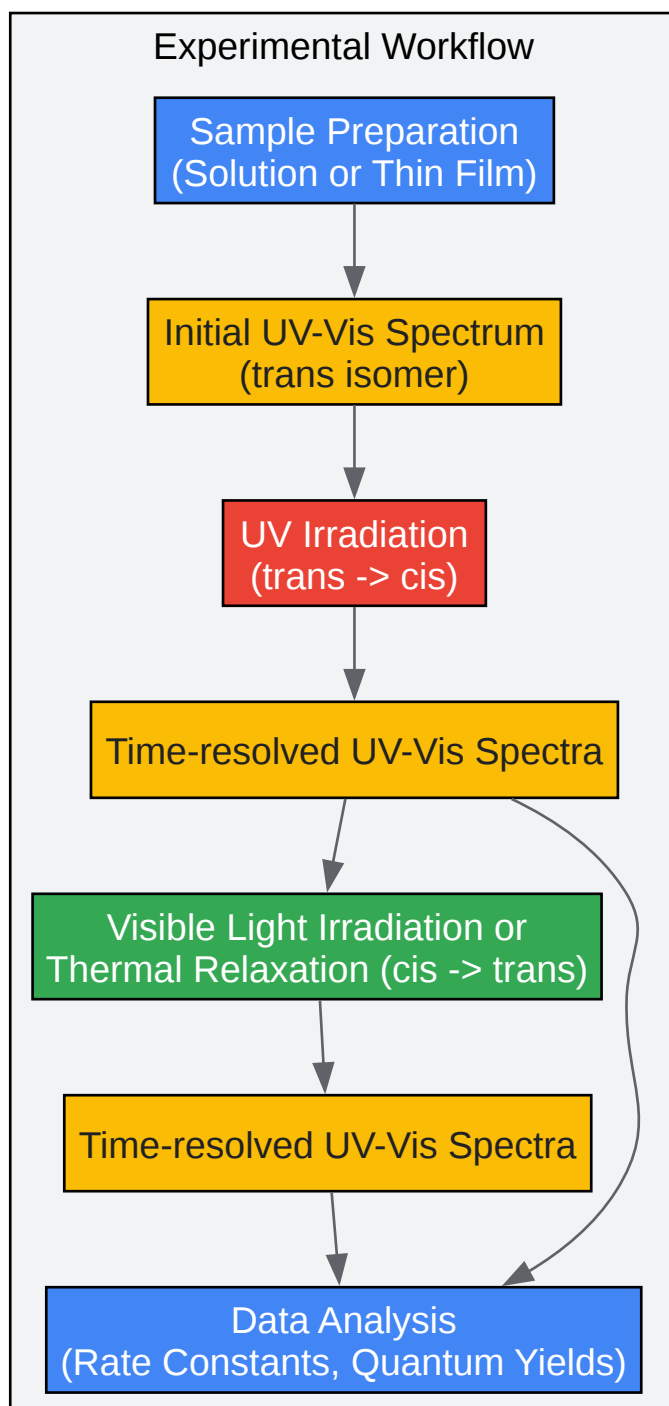 Experimental Workflow
Sample Preparation
(Solution or Thin Film)
Initial UV-Vis Spectrum
(trans isomer)
UV Irradiation
(trans -> cis)
Time-resolved UV-Vis Spectra
Visible Light Irradiation or
Thermal Relaxation (cis -> trans)
Time-resolved UV-Vis Spectra
Data Analysis
(Rate Constants, Quantum Yields)